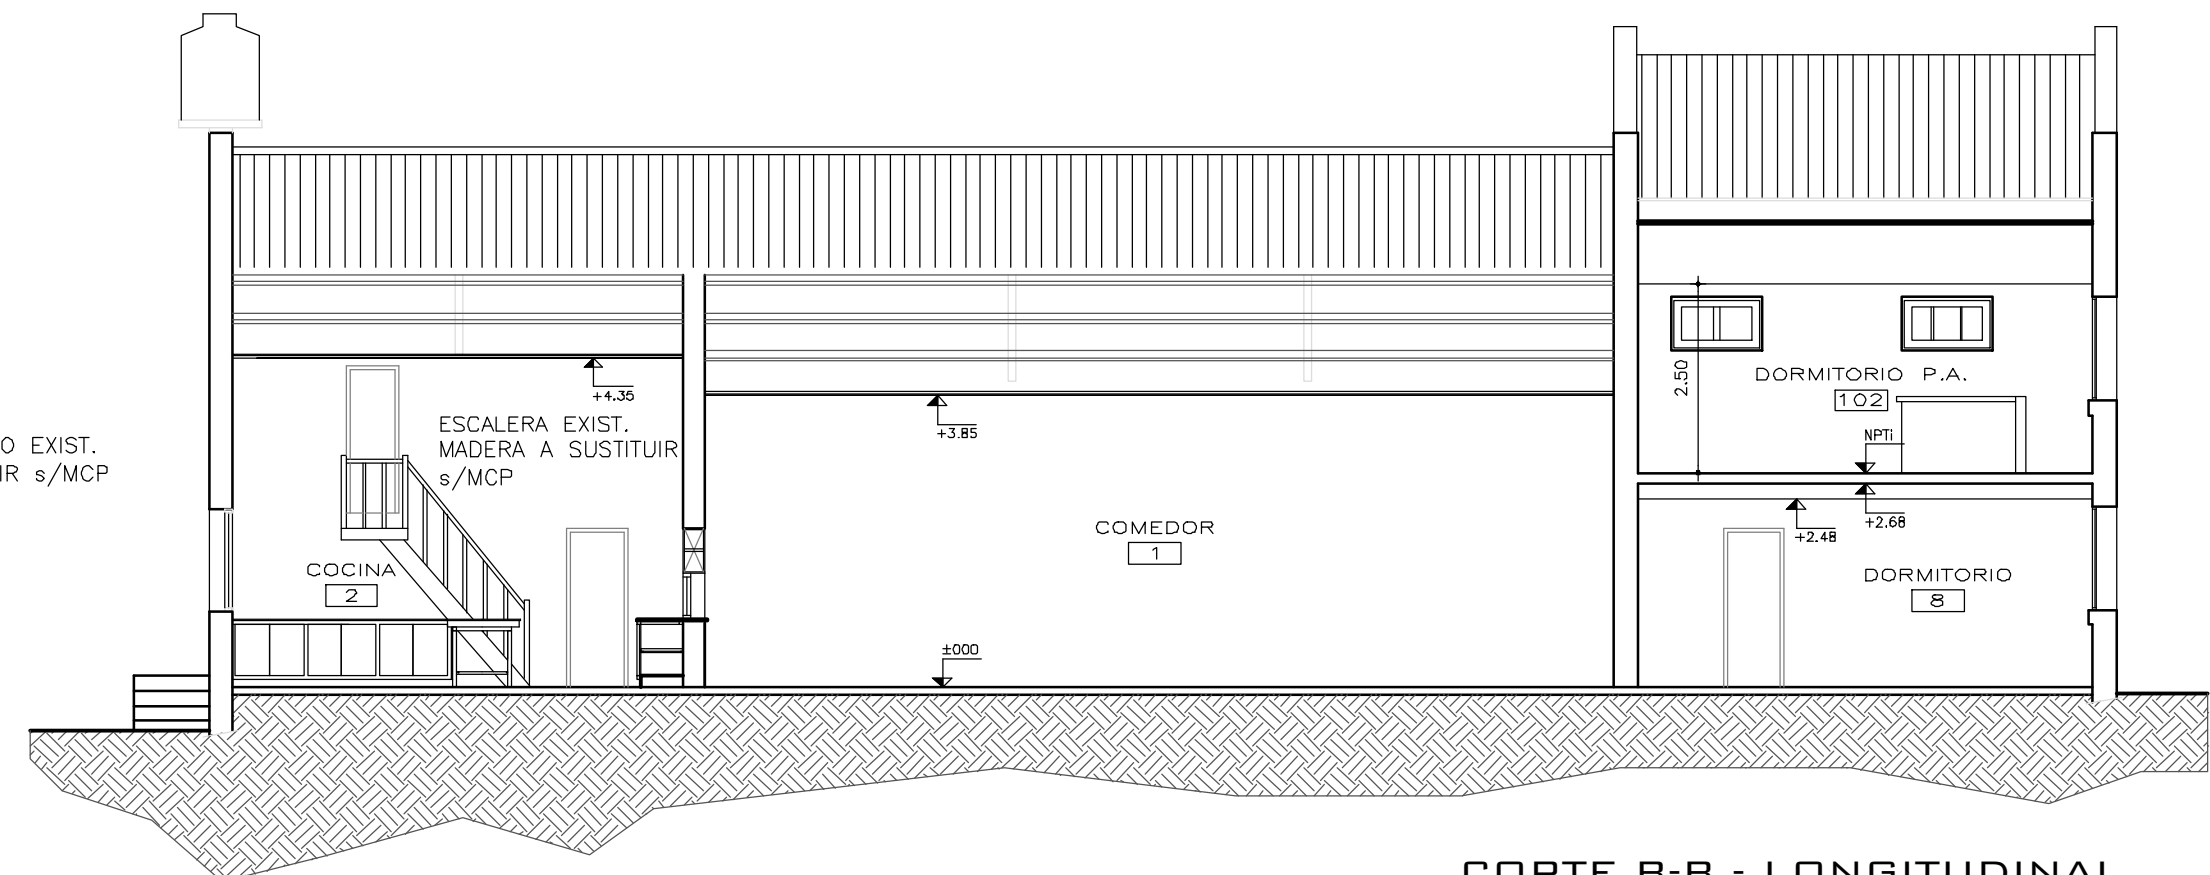 +4.35
ESCALERA EXIST.
MADERA A SUSTITUIR
s/MCP
O EXIST.
IR s/MCP
+3.85
2.50
DORMITORIO P.A.
102
NPTi
+2.68
+2.48
COMEDOR
1
COCINA
2
DORMITORIO
8
±000
CORTE B-B - LONGITUDINAL